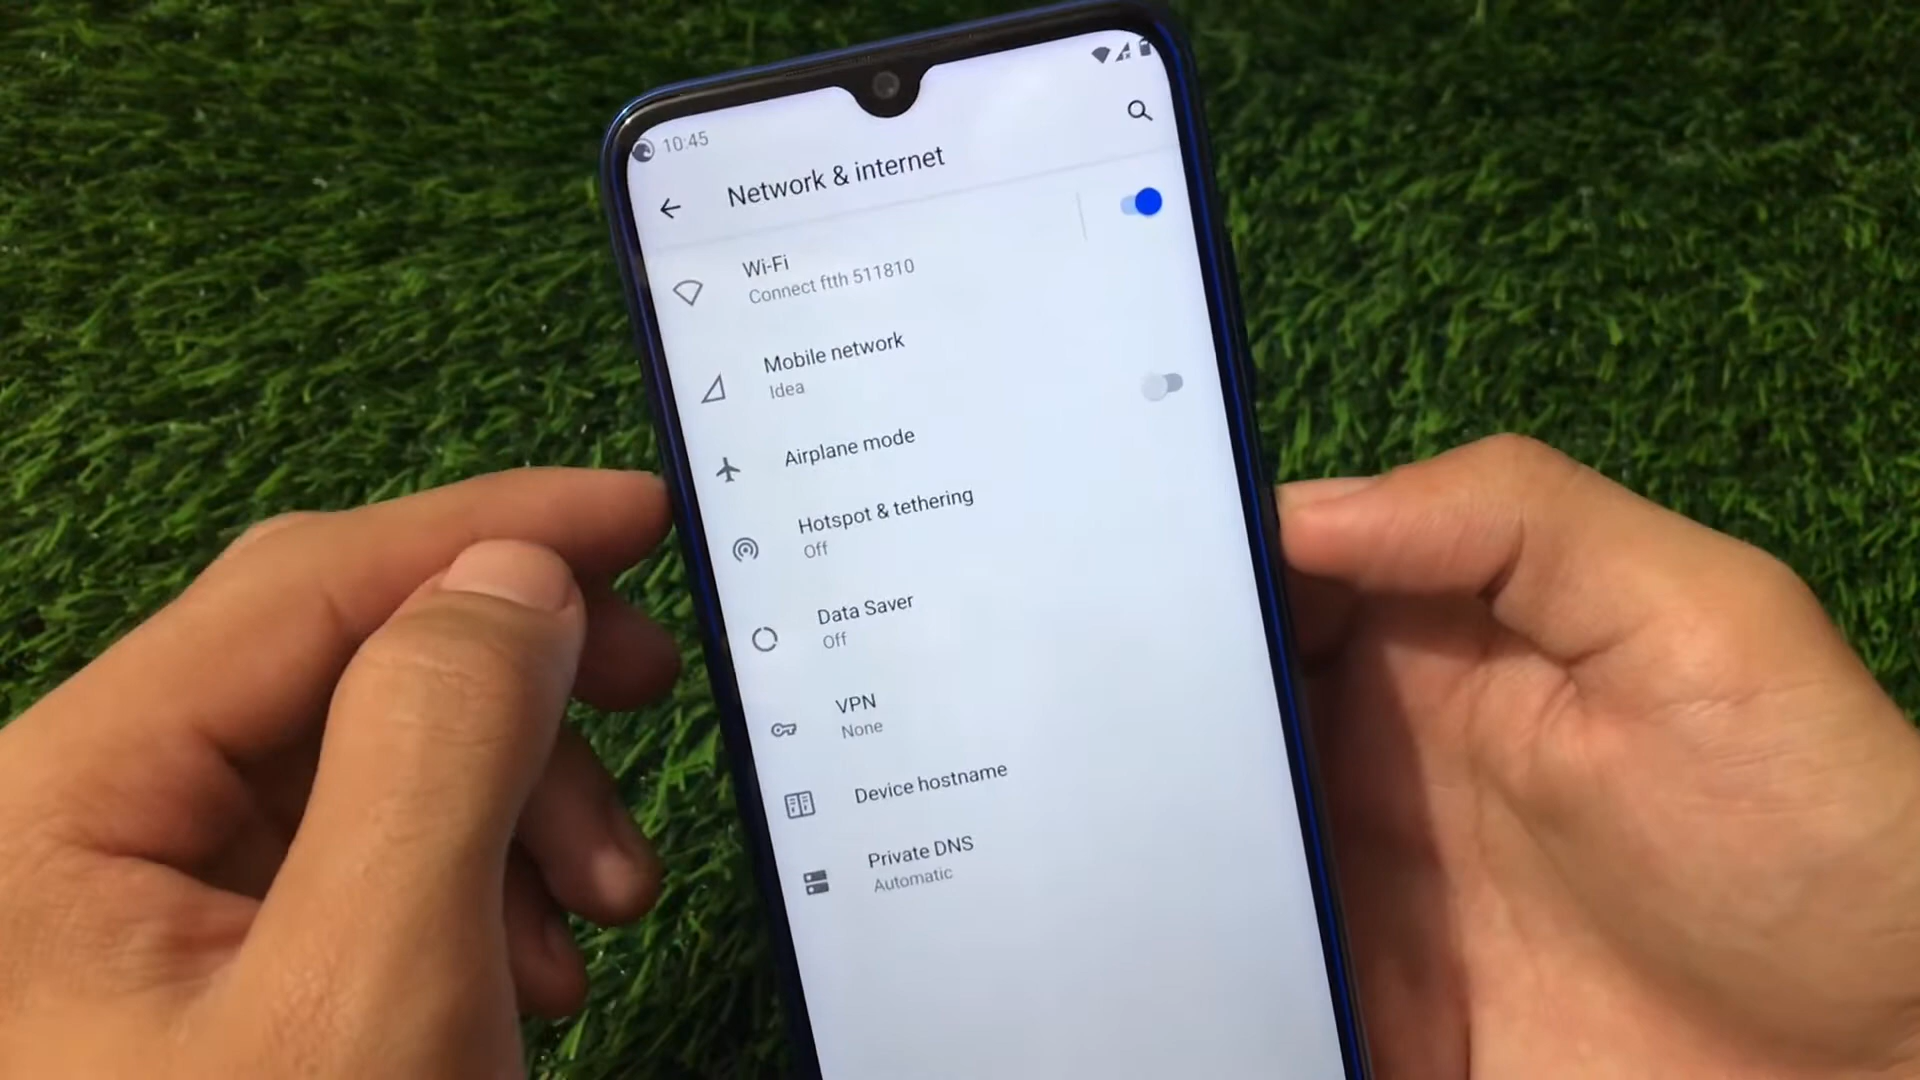 10:45
Network & internet
Wi-Fi
Connect ftth 511810
Mobile network
Idea
Airplane mode
Hotspot & tethering
Off
Data Saver
Off
VPN
None
Device hostname
Private DNS
Automatic